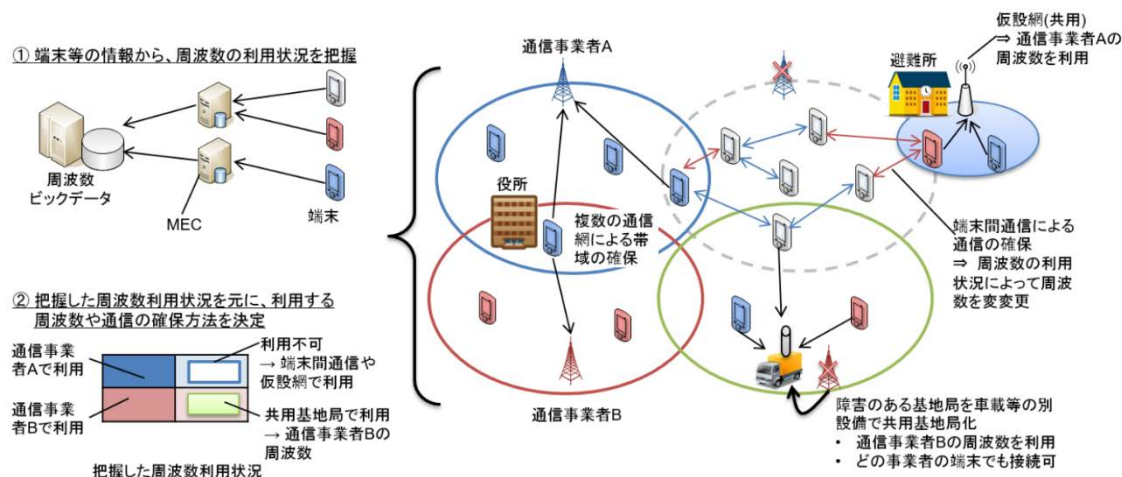 ① 端末等の情報から、周波数の利用状況を把握
周波数
ビックデータ
MEC
端末
② 把握した周波数利用状況を元に、利用する
周波数や通信の確保方法を決定
通信事業
者Aで利用
通信事業
者Bで利用
利用不可
→ 端末間通信や
仮設網で利用
共用基地局で利用
→ 通信事業者Bの
周波数
把握した周波数利用状況
通信事業者A
役所
複数の通信
網による帯
域の確保
通信事業者B
避難所
仮設網(共用)
⇒ 通信事業者Aの
周波数を利用
端末間通信による
通信の確保
⇒ 周波数の利用
状況によって周波
数を変変更
障害のある基地局を車載等の別
設備で共用基地局化
• 通信事業者Bの周波数を利用
• どの事業者の端末でも接続可